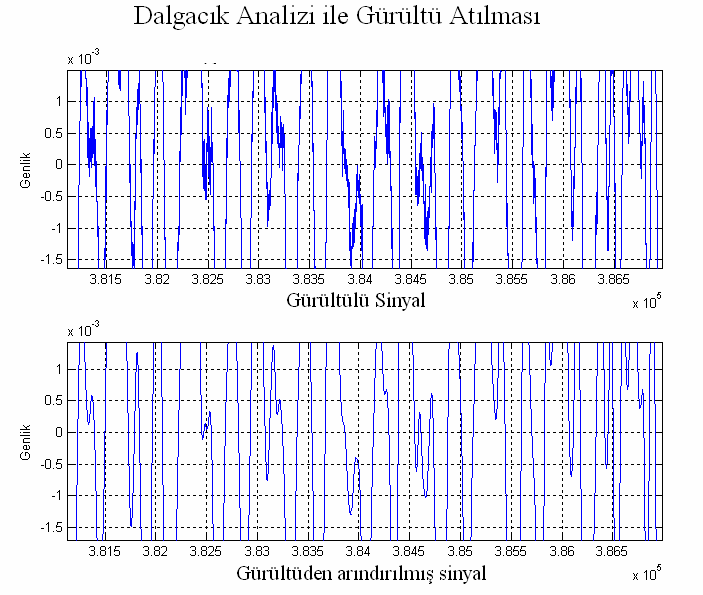 Dalgacık Analizi ile Gürültü Atılması
x 10^-3
1
0.5
0
-0.5
-1
-1.5
Genlik
3.815 3.82 3.825 3.83 3.835 3.84 3.845 3.85 3.855 3.86 3.865
Gürültülü Sinyal
x 10^5
x 10^-3
1
0.5
0
-0.5
-1
-1.5
Genlik
3.815 3.82 3.825 3.83 3.835 3.84 3.845 3.85 3.855 3.86 3.865
Gürültüden arındırılmış sinyal
x 10^5